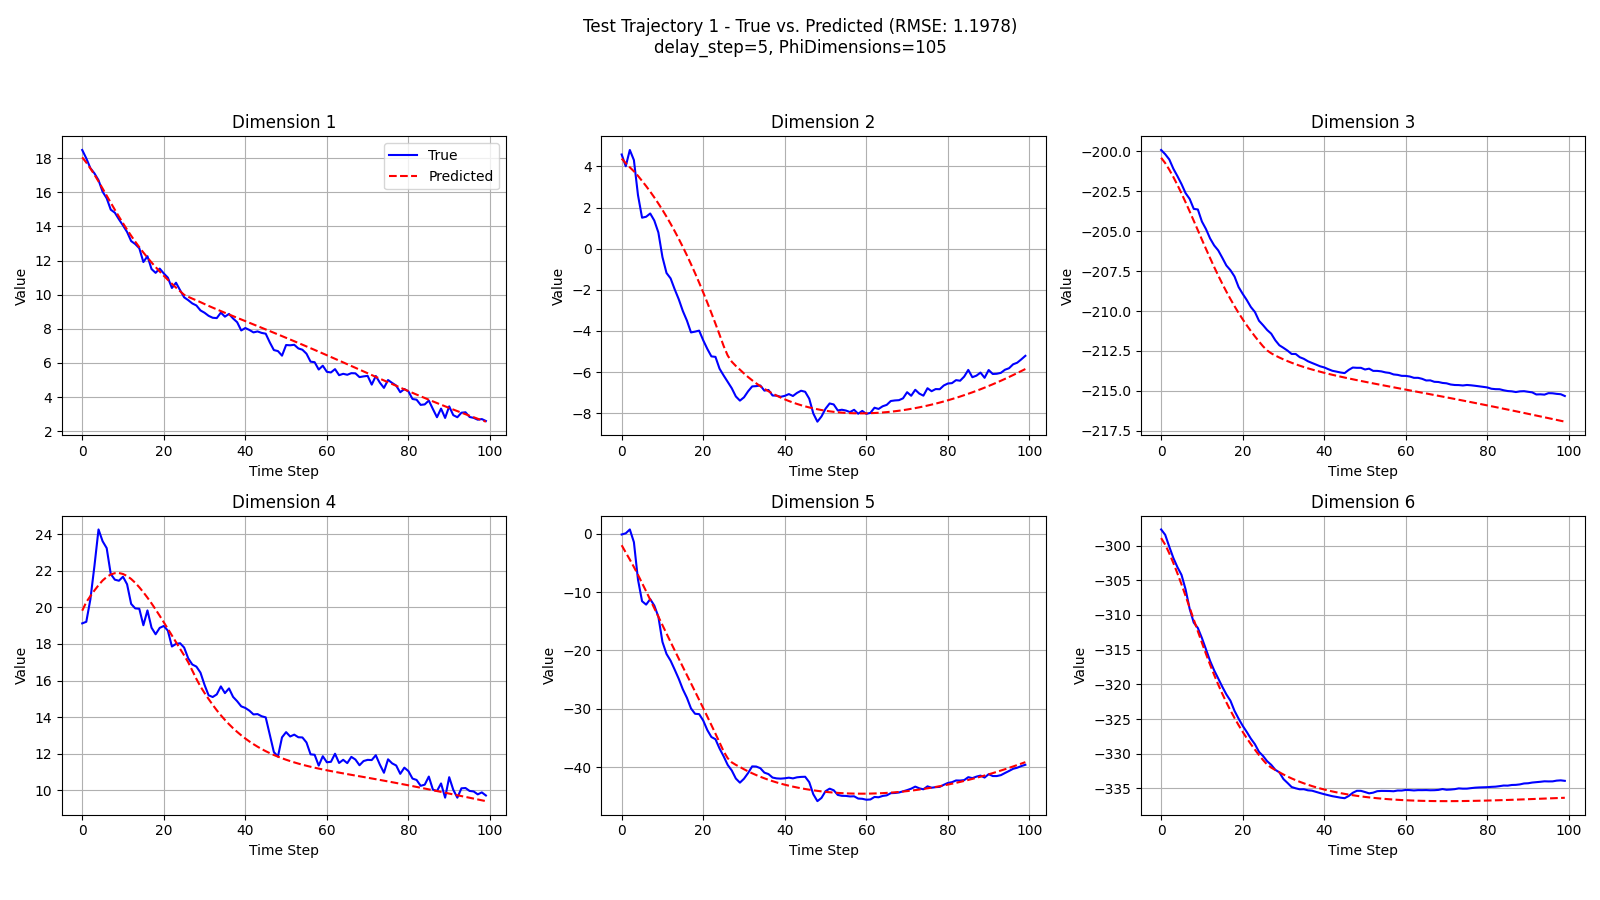 Test Trajectory 1 - True vs. Predicted (RMSE: 1.1978)
delay_step=5, PhiDimensions=105
Dimension 1
True
Predicted
18
16
14
12
10
8
6
4
2
Value
0 20 40 60 80 100
Time Step
Dimension 2
4
2
0
−2
−4
−6
−8
Value
0 20 40 60 80 100
Time Step
Dimension 3
−200.0
−202.5
−205.0
−207.5
−210.0
−212.5
−215.0
−217.5
Value
0 20 40 60 80 100
Time Step
Dimension 4
24
22
20
18
16
14
12
10
Value
0 20 40 60 80 100
Time Step
Dimension 5
0
−10
−20
−30
−40
Value
0 20 40 60 80 100
Time Step
Dimension 6
−300
−305
−310
−315
−320
−325
−330
−335
Value
0 20 40 60 80 100
Time Step